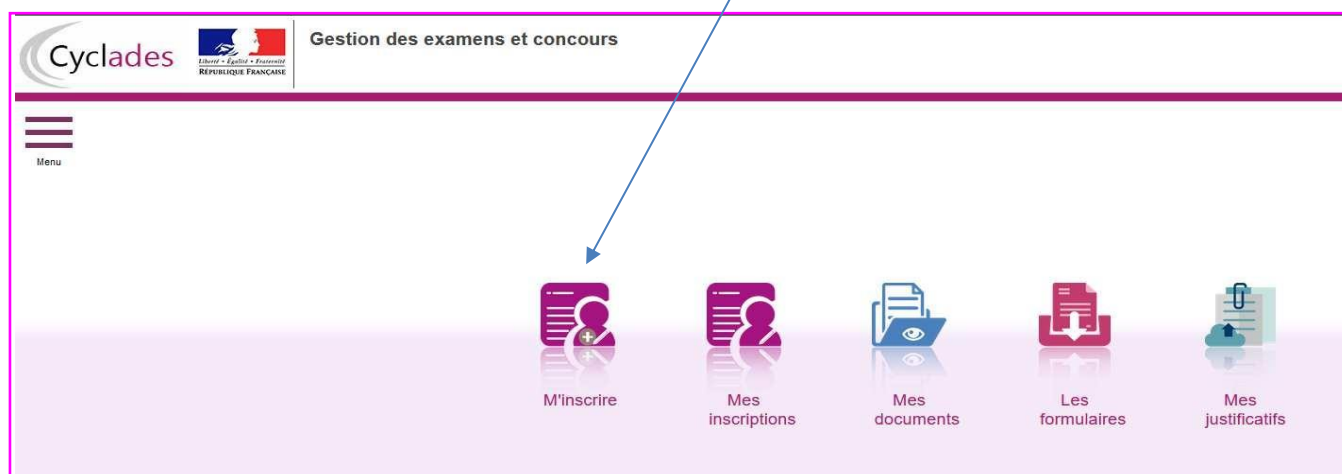 Cyclades
Liberté • Égalité • Fraternité
RÉPUBLIQUE FRANÇAISE
Gestion des examens et concours
Menu
M'inscrire
Mes
inscriptions
Mes
documents
Les
formulaires
Mes
justificatifs